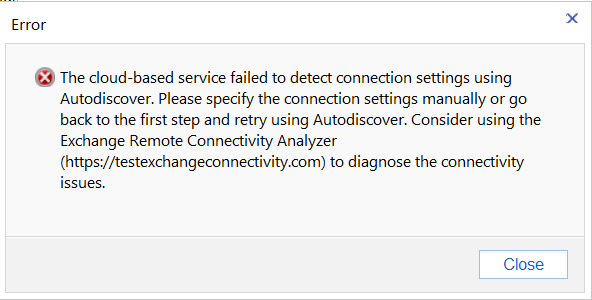 Error
The cloud-based service failed to detect connection settings using
Autodiscover. Please specify the connection settings manually or go
back to the first step and retry using Autodiscover. Consider using the
Exchange Remote Connectivity Analyzer
(https://testexchangeconnectivity.com) to diagnose the connectivity
issues.
Close